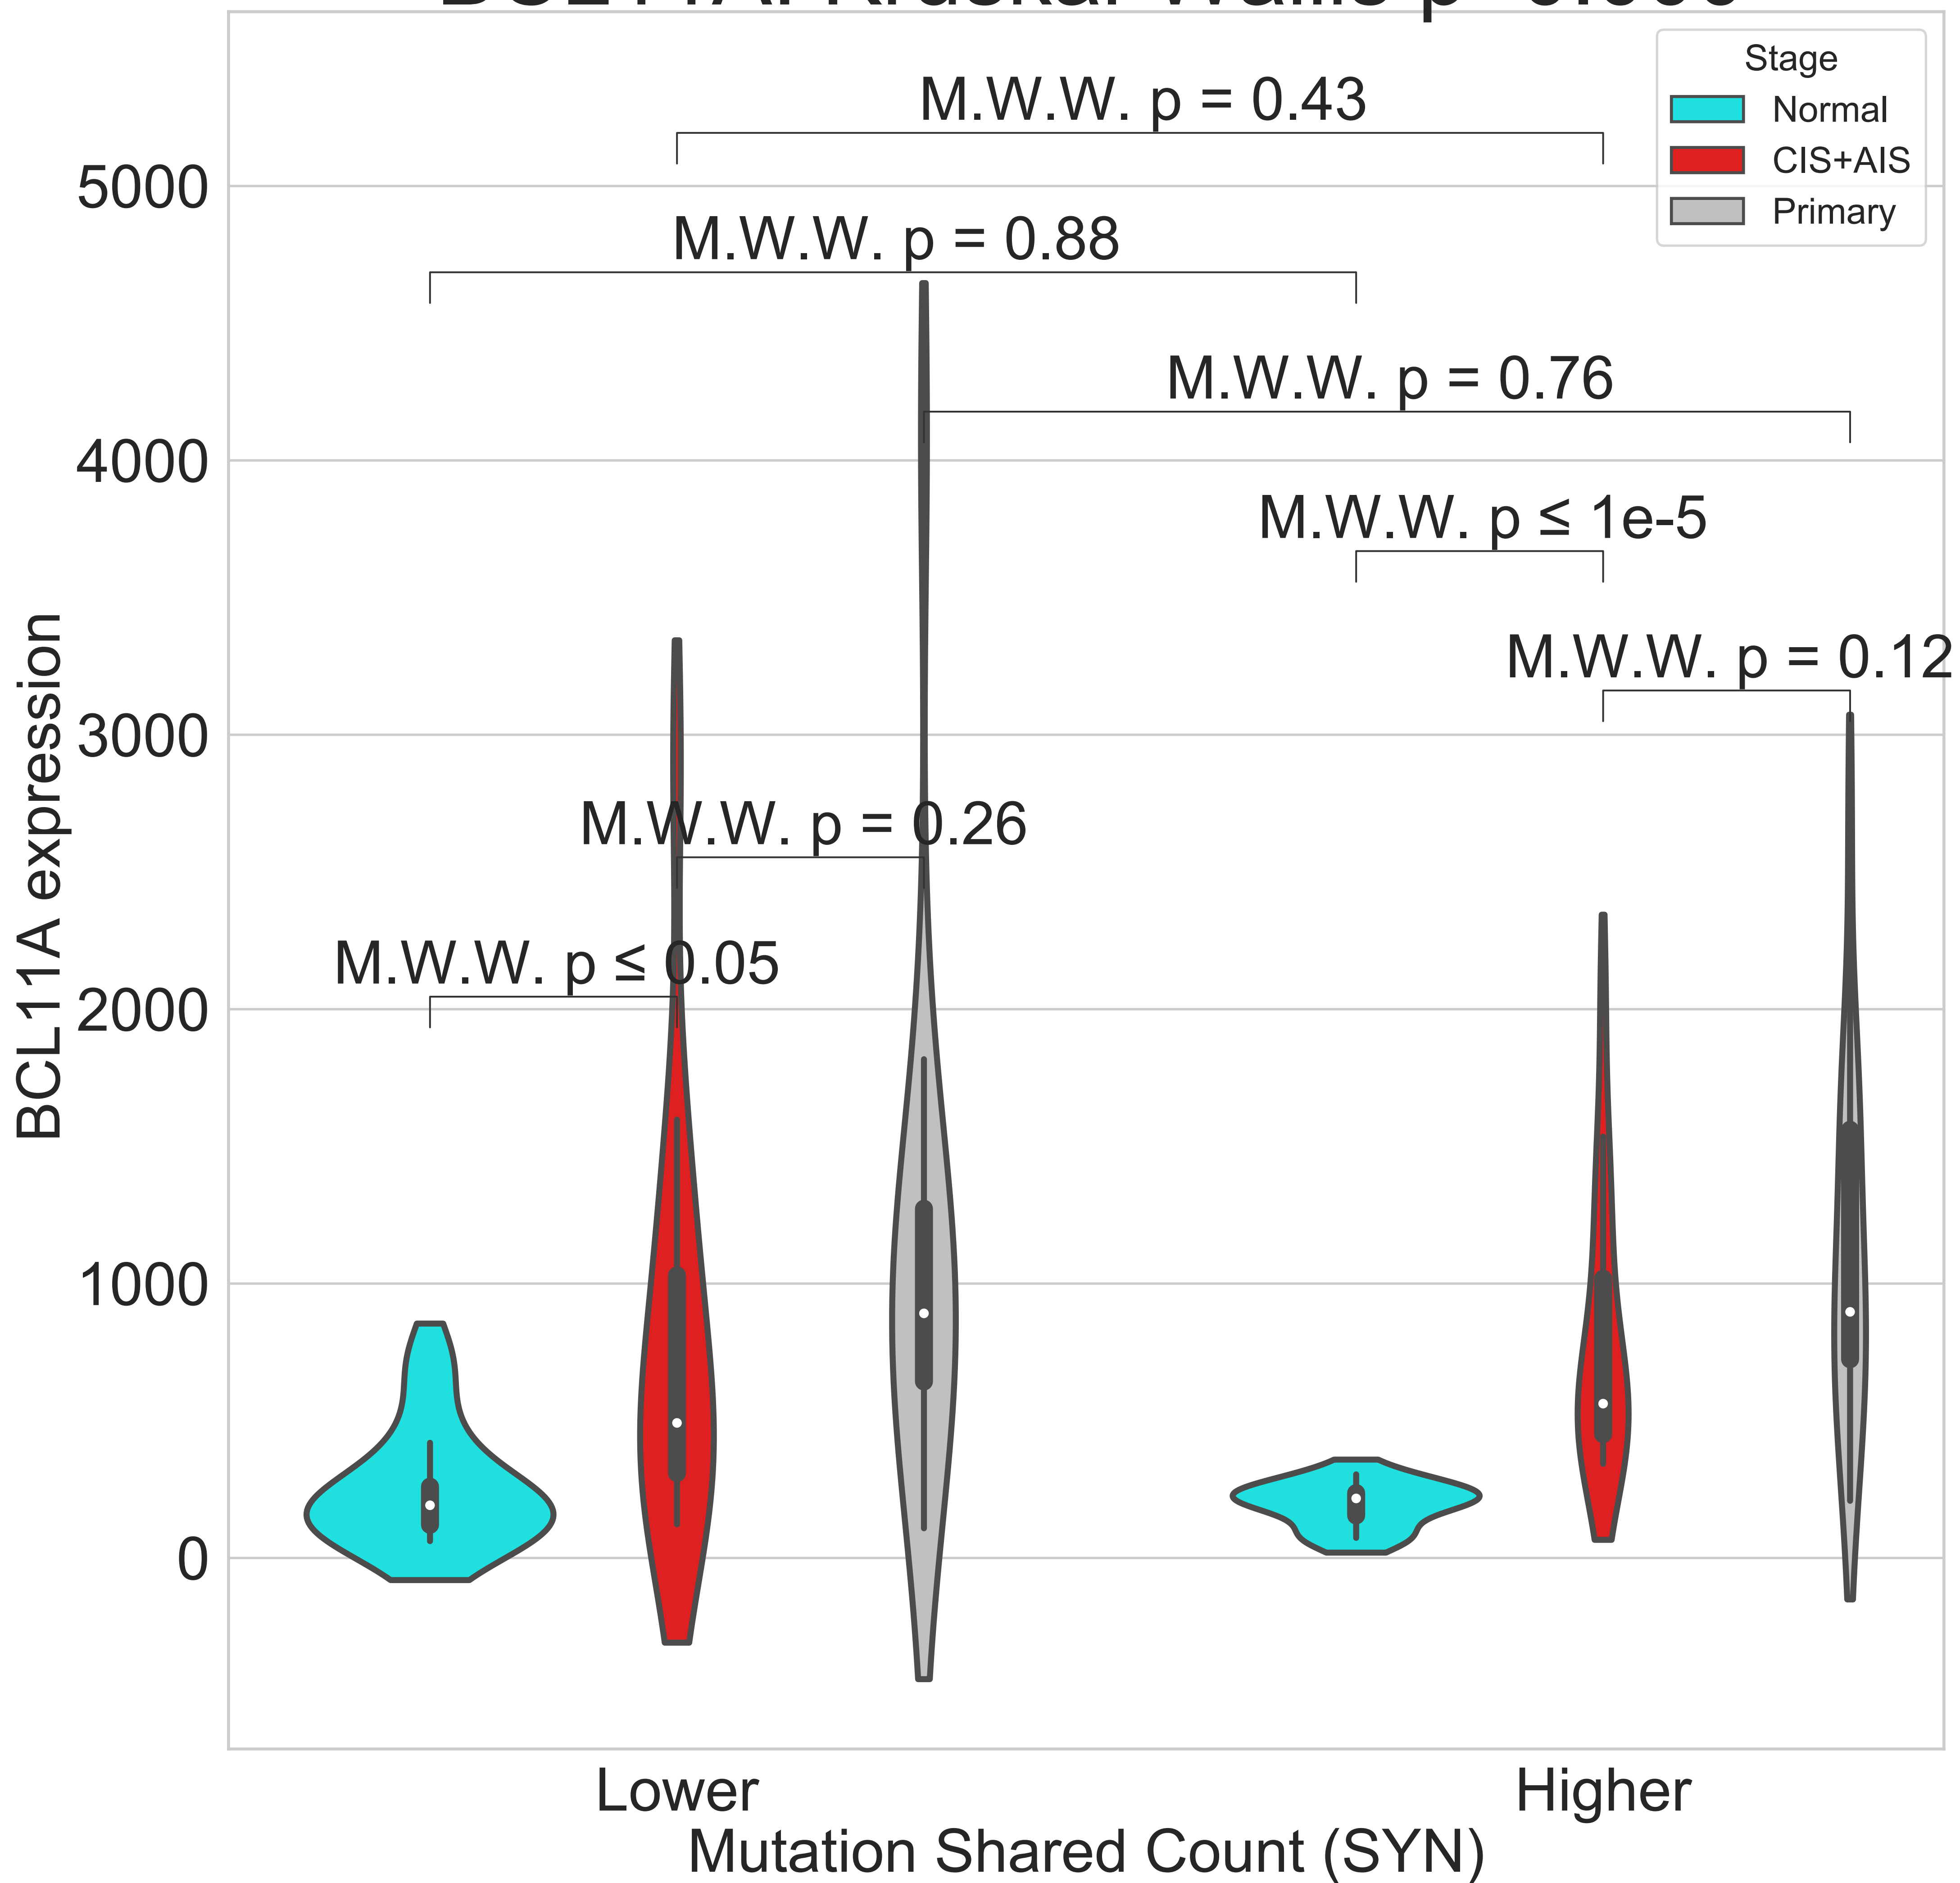 Stage
Normal
CIS+AIS
Primary
M.W.W. p = 0.43
M.W.W. p = 0.88
M.W.W. p = 0.76
M.W.W. p ≤ 1e-5
M.W.W. p = 0.12
M.W.W. p = 0.26
M.W.W. p ≤ 0.05
5000
4000
3000
2000
1000
0
BCL11A expression
Lower
Higher
Mutation Shared Count (SYN)